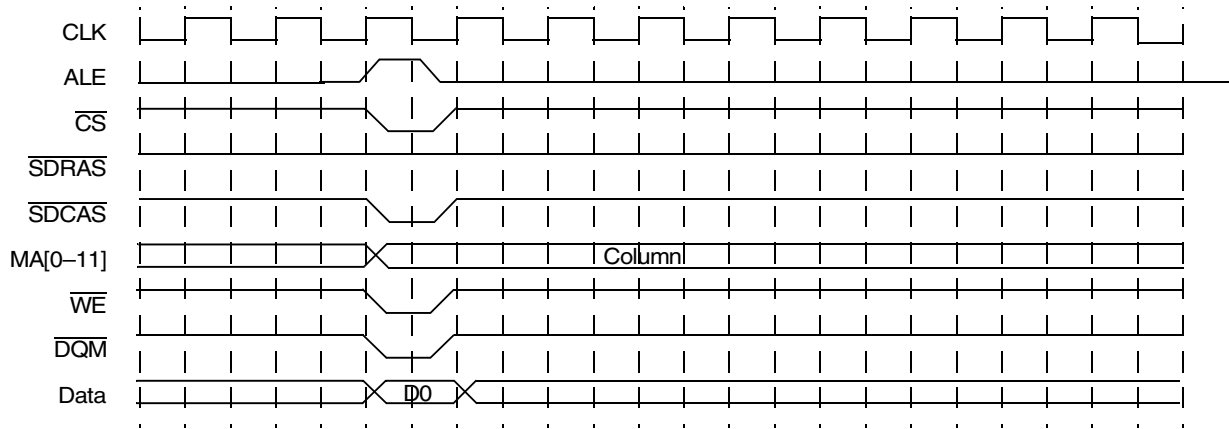 CLK
ALE
CS
SDRAS
SDCAS
MA[0–11] Column
WE
DQM
Data D0